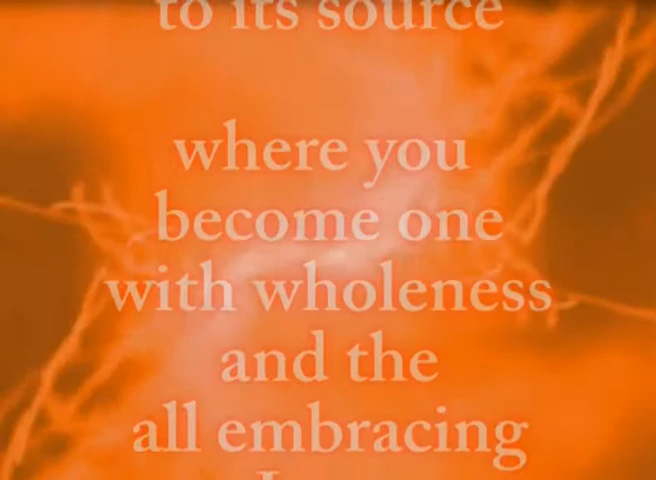 to its source
where you
become one
with wholeness
and the
all embracing